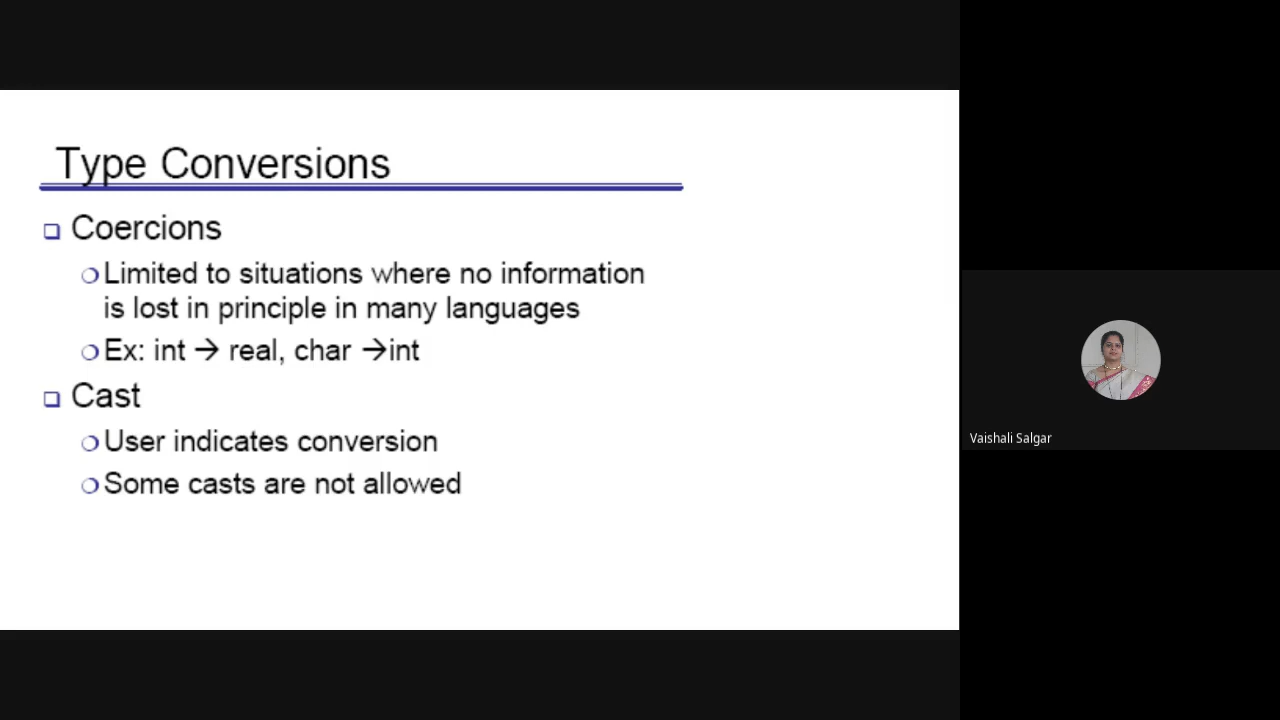 Type Conversions
Coercions
Limited to situations where no information
is lost in principle in many languages
Ex: int → real, char →int
Cast
User indicates conversion
Some casts are not allowed
Vaishali Salgar